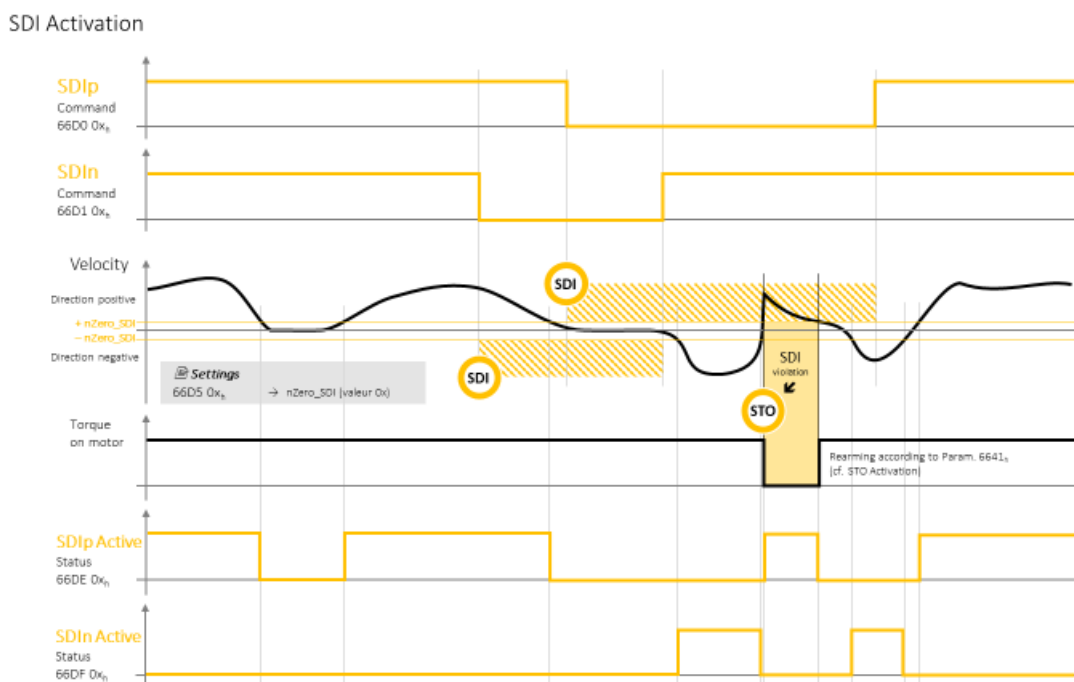 SDI Activation
SDIp
Command
66D0 0xₕ
SDIn
Command
66D1 0xₕ
Velocity
Direction positive
+ nZero_SDI
− nZero_SDI
Direction negative
SDI
SDI
SDI
violation
Settings
66D5 0xₕ → nZero_SDI (valeur 0x)
STO
Torque
on motor
Rearming according to Param. 6641ₕ
(cf. STO Activation)
SDIp Active
Status
66DE 0xₕ
SDIn Active
Status
66DF 0xₕ